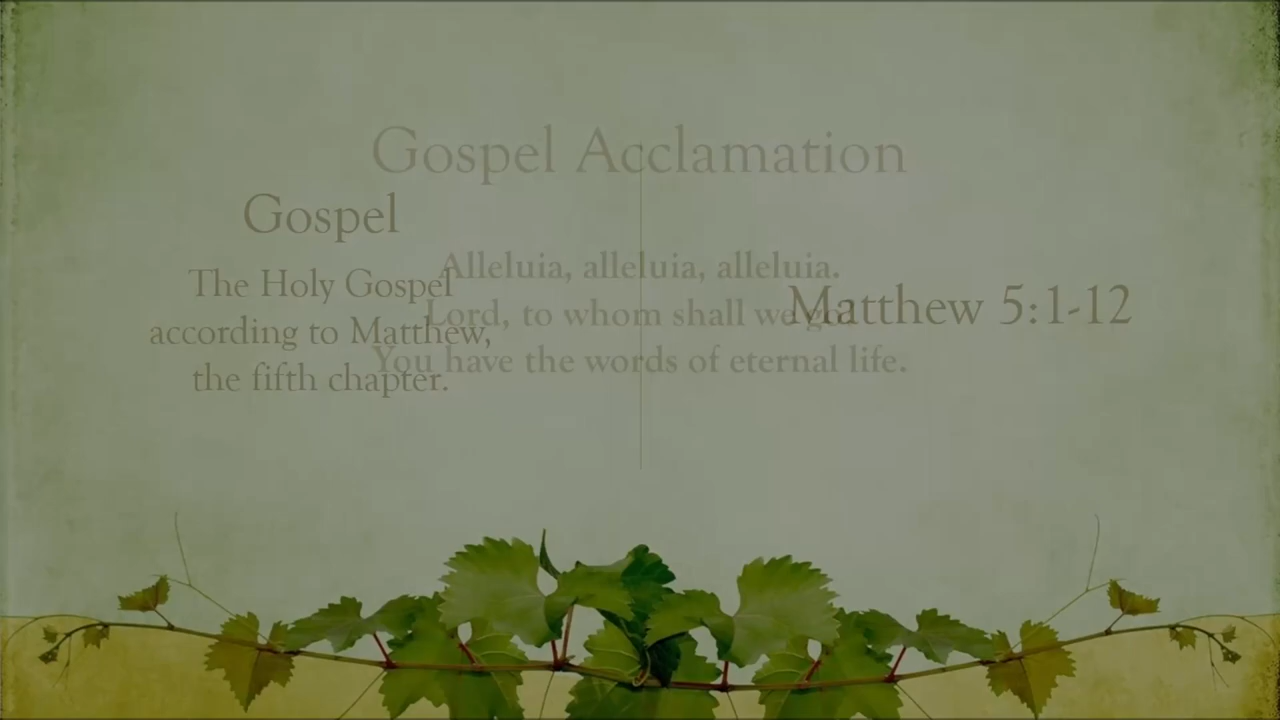 Gospel Acclamation
Alleluia, alleluia, alleluia.
Lord, to whom shall we go?
You have the words of eternal life.
Gospel
The Holy Gospel
according to Matthew,
the fifth chapter.
Matthew 5:1-12